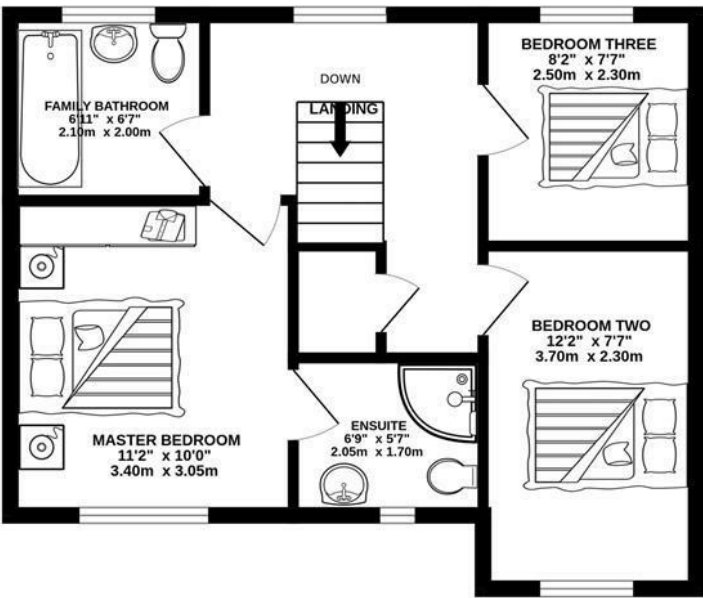 FAMILY BATHROOM
6'11" x 6'7"
2.10m x 2.00m
DOWN
LANDING
BEDROOM THREE
8'2" x 7'7"
2.50m x 2.30m
MASTER BEDROOM
11'2" x 10'0"
3.40m x 3.05m
ENSUITE
6'9" x 5'7"
2.05m x 1.70m
BEDROOM TWO
12'2" x 7'7"
3.70m x 2.30m